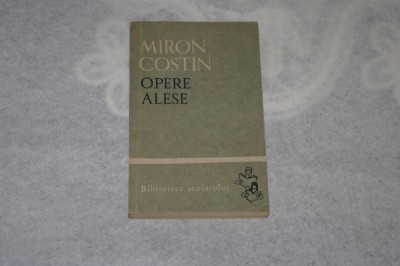 MIRON
COSTIN
OPERE
ALESE
Biblioteca școlarului